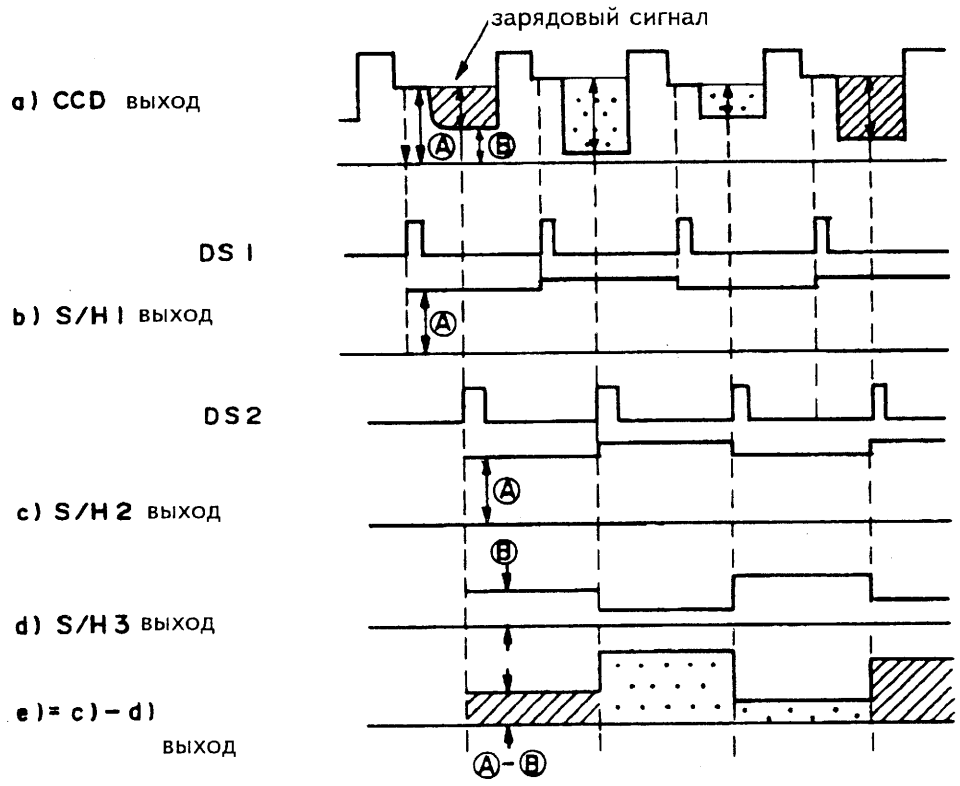 зарядовый сигнал
a) CCD выход
A B
DS1
b) S/H1 выход
A
DS2
A
c) S/H2 выход
B
d) S/H3 выход
e)=c)-d)
выход
A-B